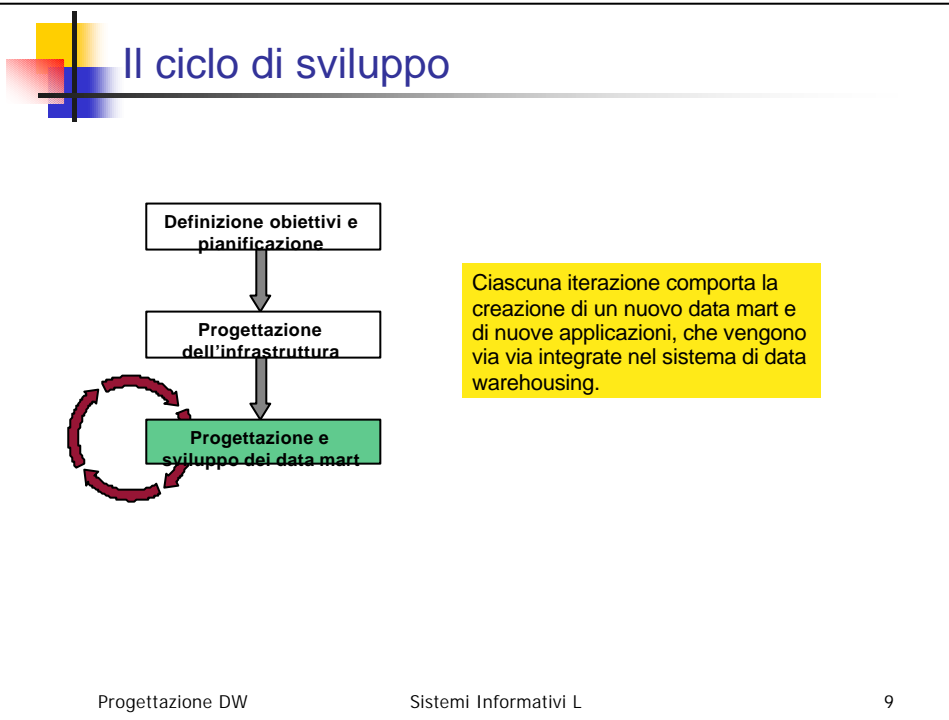 Il ciclo di sviluppo
Definizione obiettivi e
pianificazione
Progettazione
dell'infrastruttura
Progettazione e
sviluppo dei data mart
Ciascuna iterazione comporta la
creazione di un nuovo data mart e
di nuove applicazioni, che vengono
via via integrate nel sistema di data
warehousing.
Progettazione DW
Sistemi Informativi L
9